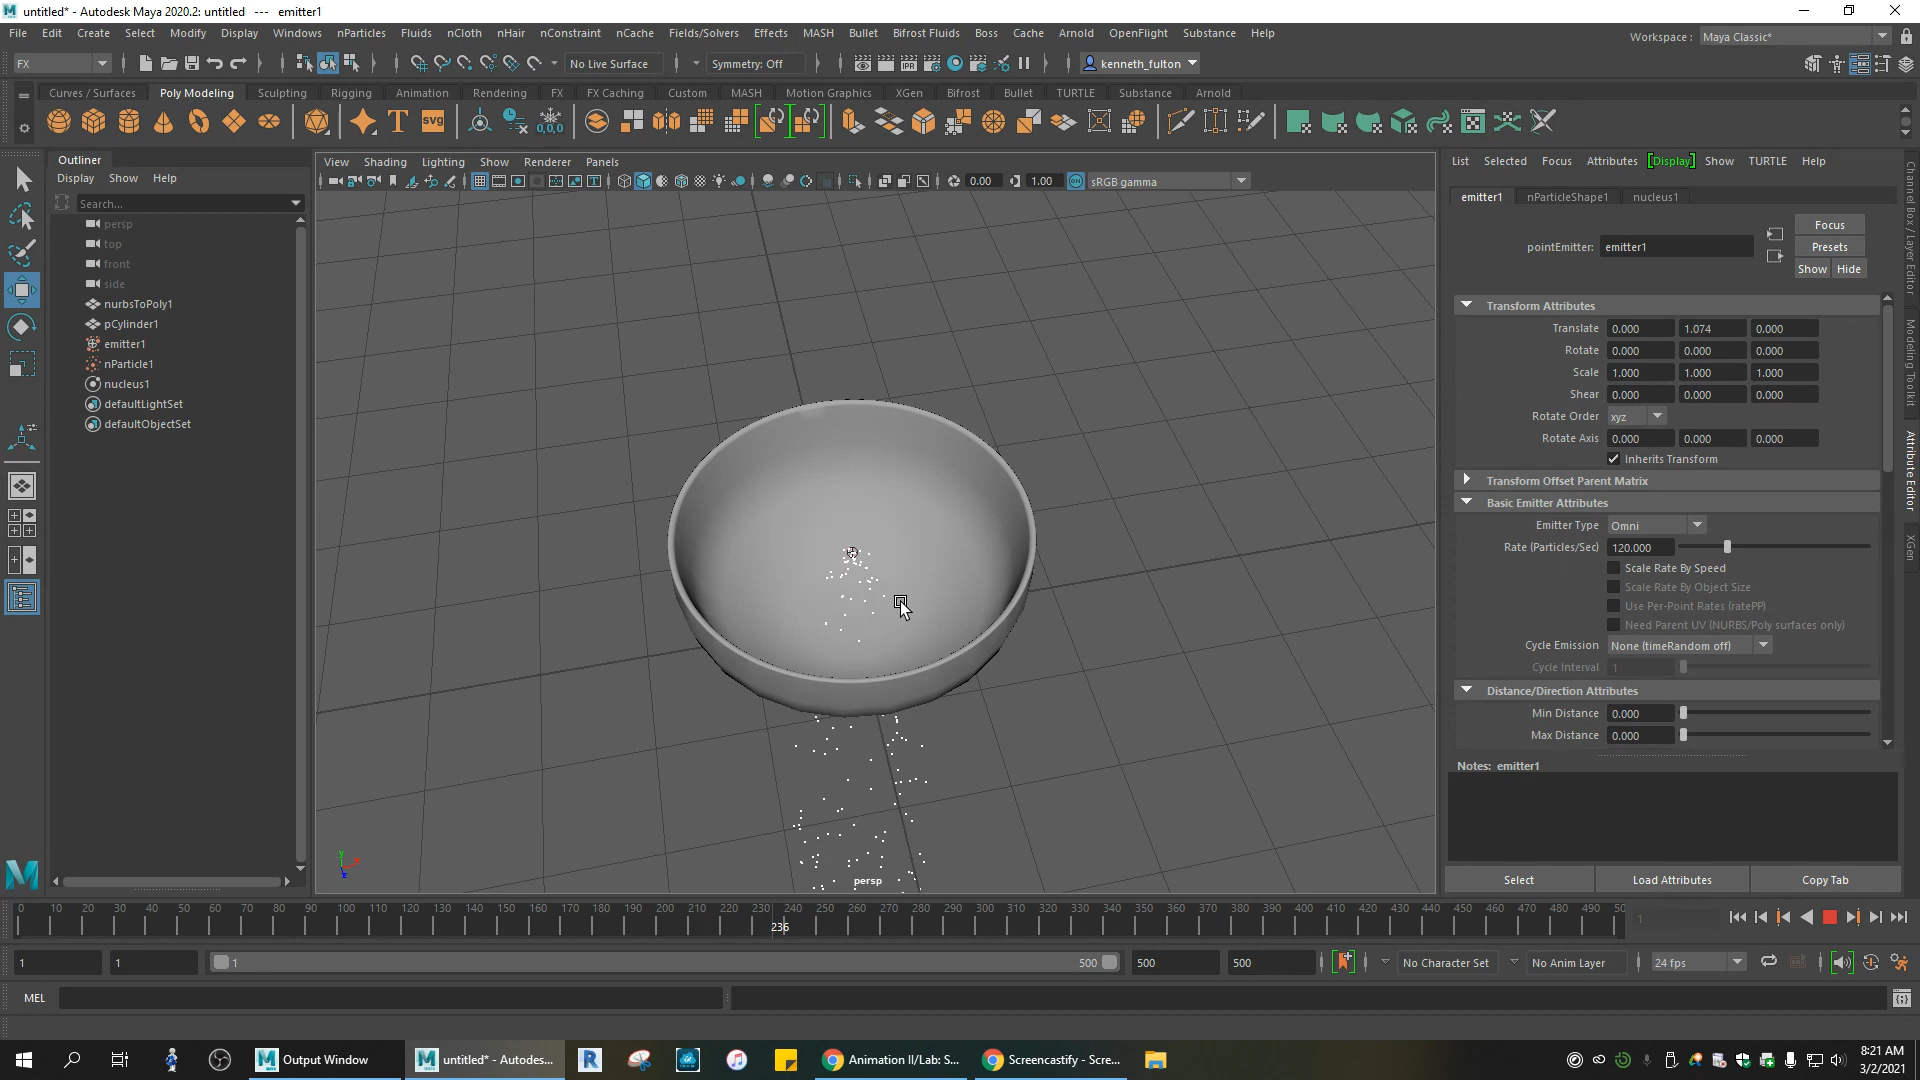 untitled* - Autodesk Maya 2020.2: untitled --- emitter1
File Edit Create Select Modify Display Windows nParticles Fluids nCloth nHair nConstraint nCache Fields/Solvers Effects MASH Bullet Bifrost Fluids Boss Cache Arnold OpenFlight Substance Help Workspace : Maya Classic*
FX No Live Surface Symmetry: Off kenneth_fulton
Curves / Surfaces Poly Modeling Sculpting Rigging Animation Rendering FX FX Caching Custom MASH Motion Graphics XGen Bifrost Bullet TURTLE Substance Arnold
Outliner
Display Show Help
Search...
persp
top
front
side
nurbsToPoly1
pCylinder1
emitter1
nParticle1
nucleus1
defaultLightSet
defaultObjectSet
View Shading Lighting Show Renderer Panels
0.00 1.00 sRGB gamma
persp
List Selected Focus Attributes Display Show TURTLE Help
emitter1 nParticleShape1 nucleus1
Focus
pointEmitter: emitter1 Presets
Show Hide
Transform Attributes
Translate 0.000 1.074 0.000
Rotate 0.000 0.000 0.000
Scale 1.000 1.000 1.000
Shear 0.000 0.000 0.000
Rotate Order xyz
Rotate Axis 0.000 0.000 0.000
Inherits Transform
Transform Offset Parent Matrix
Basic Emitter Attributes
Emitter Type Omni
Rate (Particles/Sec) 120.000
Scale Rate By Speed
Scale Rate By Object Size
Use Per-Point Rates (ratePP)
Need Parent UV (NURBS/Poly surfaces only)
Cycle Emission None (timeRandom off)
Cycle Interval 1
Distance/Direction Attributes
Min Distance 0.000
Max Distance 0.000
Notes: emitter1
Select Load Attributes Copy Tab
Channel Box / Layer Editor
Modeling Toolkit
Attribute Editor
XGen
0 10 20 30 40 50 60 70 80 90 100 110 120 130 140 150 160 170 180 190 200 210 220 230 240 250 260 270 280 290 300 310 320 330 340 350 360 370 380 390 400 410 420 430 440 450 460 470 480 490 50 1
236
1 1 1 500 500 500 No Character Set No Anim Layer 24 fps
MEL
Output Window untitled* - Autodes... Animation II/Lab: S... Screencastify - Scre... 8:21 AM
3/2/2021